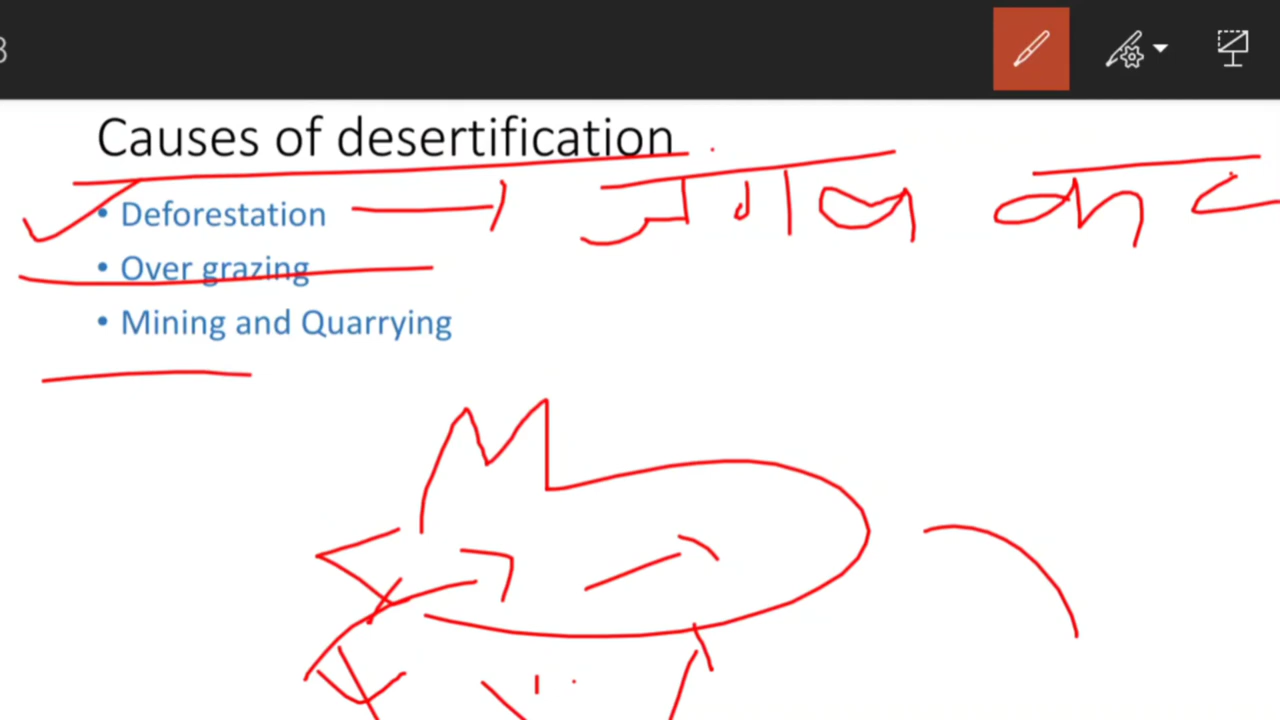 Causes of desertification
• Deforestation
• Over grazing
• Mining and Quarrying